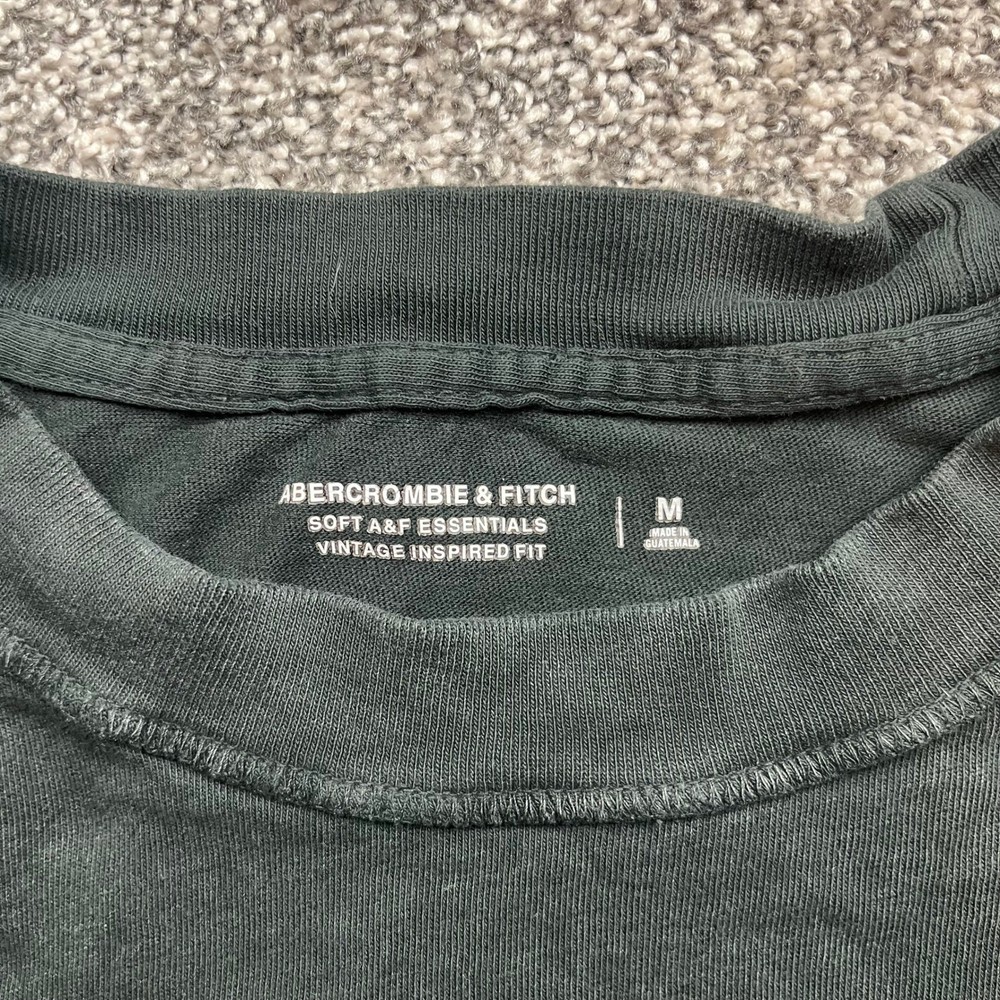 ABERCROMBIE & FITCH
SOFT A&F ESSENTIALS
VINTAGE INSPIRED FIT
M
MADE IN
GUATEMALA